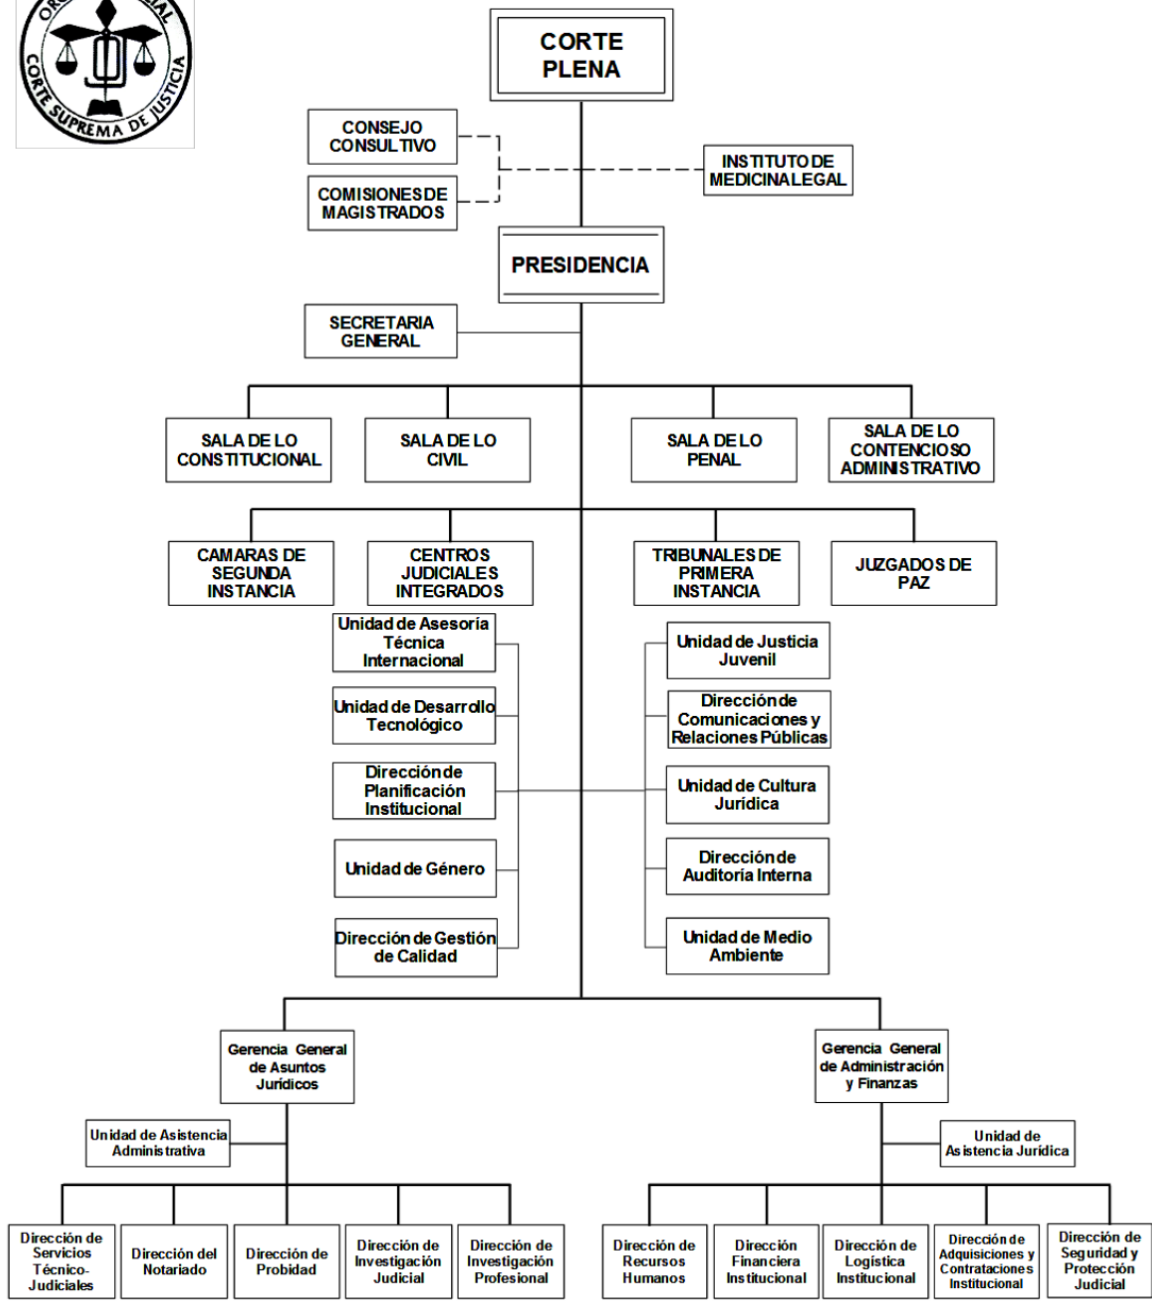 CORTE SUPREMA DE JUSTICIA
CORTE
PLENA
CONSEJO
CONSULTIVO
INSTITUTO DE
MEDICINA LEGAL
COMISIONES DE
MAGISTRADOS
PRESIDENCIA
SECRETARIA
GENERAL
SALA DE LO
CONSTITUCIONAL
SALA DE LO
CIVIL
SALA DE LO
PENAL
SALA DE LO
CONTENCIOSO
ADMINISTRATIVO
CAMARAS DE
SEGUNDA
INSTANCIA
CENTROS
JUDICIALES
INTEGRADOS
TRIBUNALES DE
PRIMERA
INSTANCIA
JUZGADOS DE
PAZ
Unidad de Asesoría
Técnica
Internacional
Unidad de Justicia
Juvenil
Unidad de Desarrollo
Tecnológico
Dirección de
Comunicaciones y
Relaciones Públicas
Dirección de
Planificación
Institucional
Unidad de Cultura
Jurídica
Unidad de Género
Dirección de
Auditoría Interna
Dirección de Gestión
de Calidad
Unidad de Medio
Ambiente
Gerencia General
de Asuntos
Jurídicos
Gerencia General
de Administración
y Finanzas
Unidad de Asistencia
Administrativa
Unidad de
Asistencia Jurídica
Dirección de
Servicios
Técnico-
Judiciales
Dirección del
Notariado
Dirección de
Probidad
Dirección de
Investigación
Judicial
Dirección de
Investigación
Profesional
Dirección de
Recursos
Humanos
Dirección
Financiera
Institucional
Dirección de
Logística
Institucional
Dirección de
Adquisiciones y
Contrataciones
Institucional
Dirección de
Seguridad y
Protección
Judicial